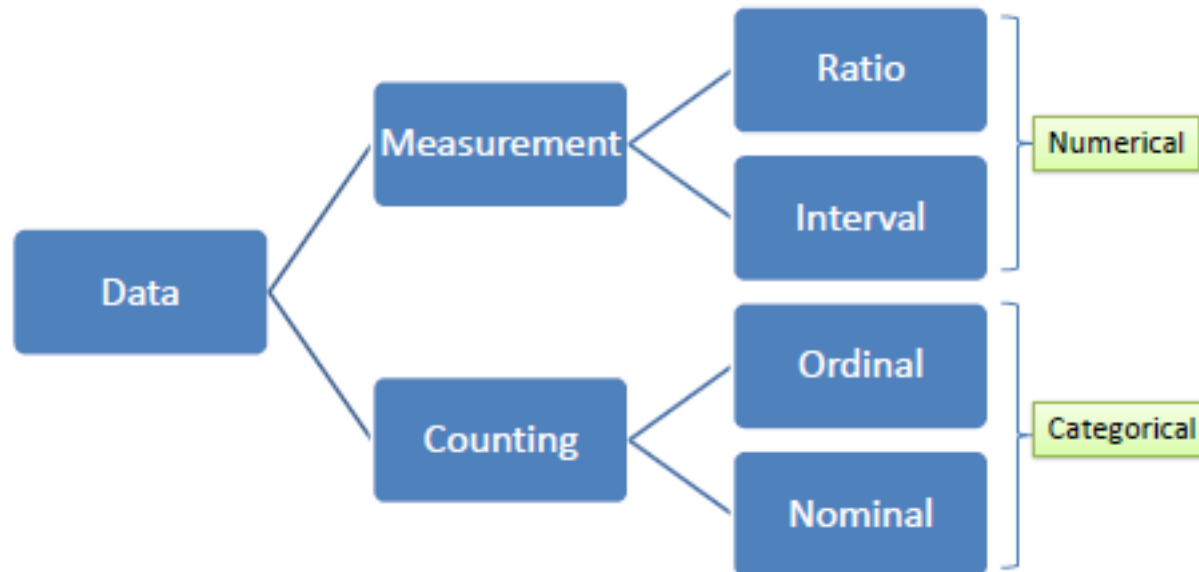 Data
Measurement
Counting
Ratio
Interval
Ordinal
Nominal
Numerical
Categorical